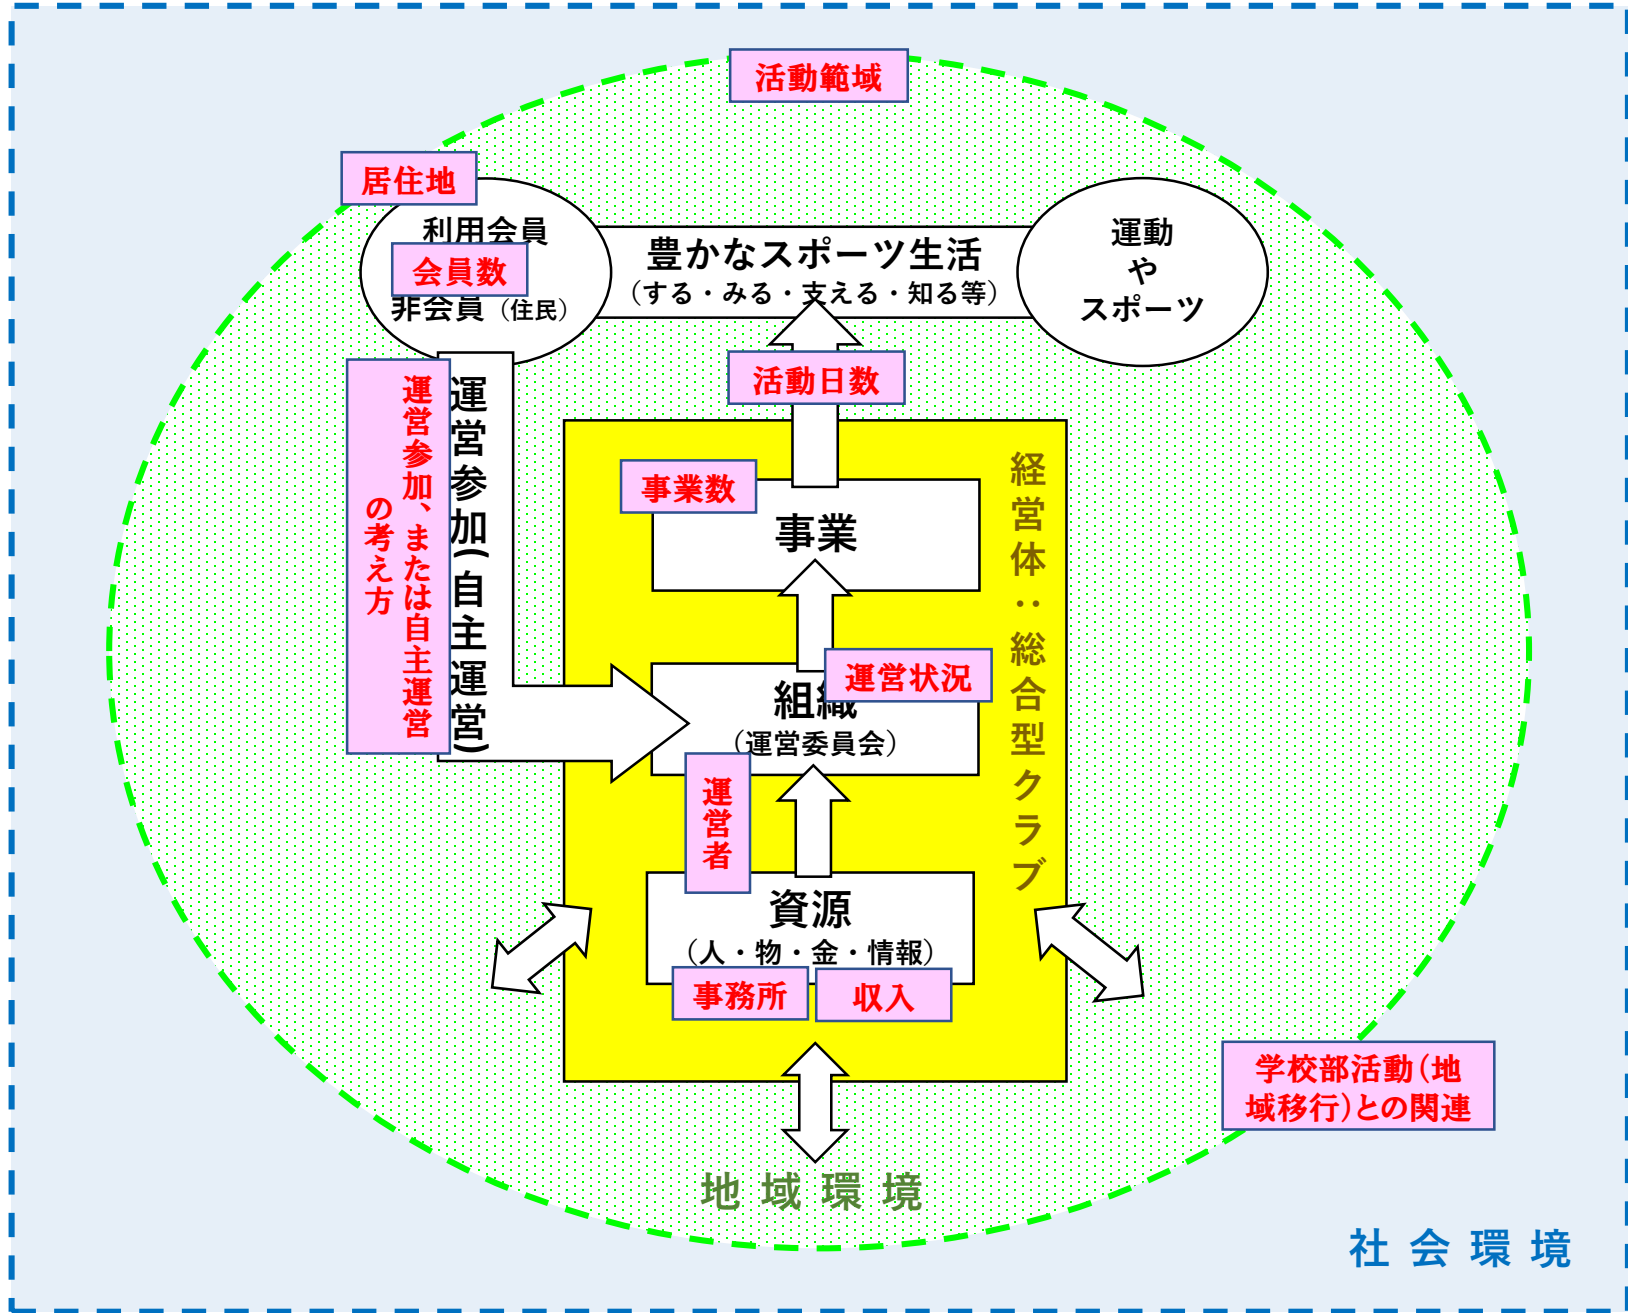 活動範域
居住地
利用会員
会員数
非会員（住民）
豊かなスポーツ生活
（する・みる・支える・知る等）
運動
や
スポーツ
活動日数
運営参加、または自主運営
の考え方
運営参加(自主運営)
経営体：総合型クラブ
事業数
事業
運営状況
組織
（運営委員会）
運営者
資源
（人・物・金・情報）
事務所
収入
学校部活動(地
域移行)との関連
地域環境
社会環境